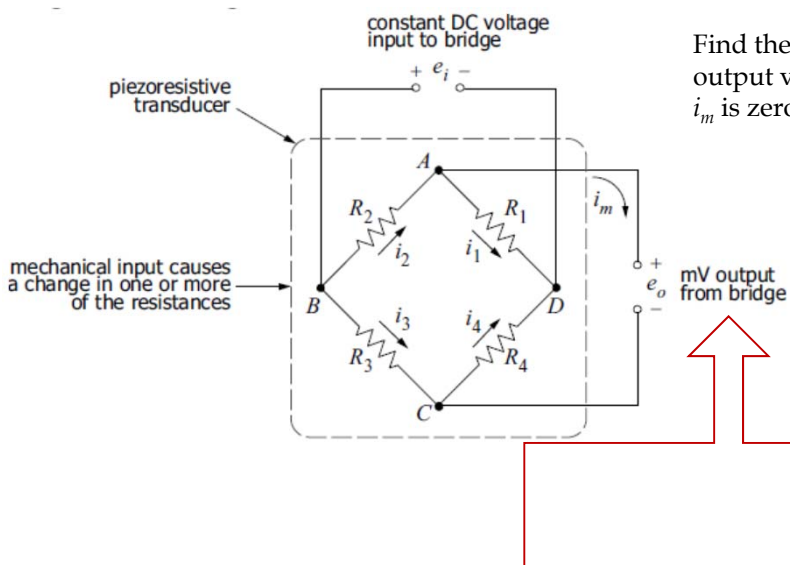 constant DC voltage
input to bridge
+ e_i −
piezoresistive
transducer
Find the
output v
i_m is zero
A
R_2
R_1
i_m
i_2
i_1
mechanical input causes
a change in one or more
of the resistances
B
D
+
e_o
−
mV output
from bridge
i_3
i_4
R_3
R_4
C